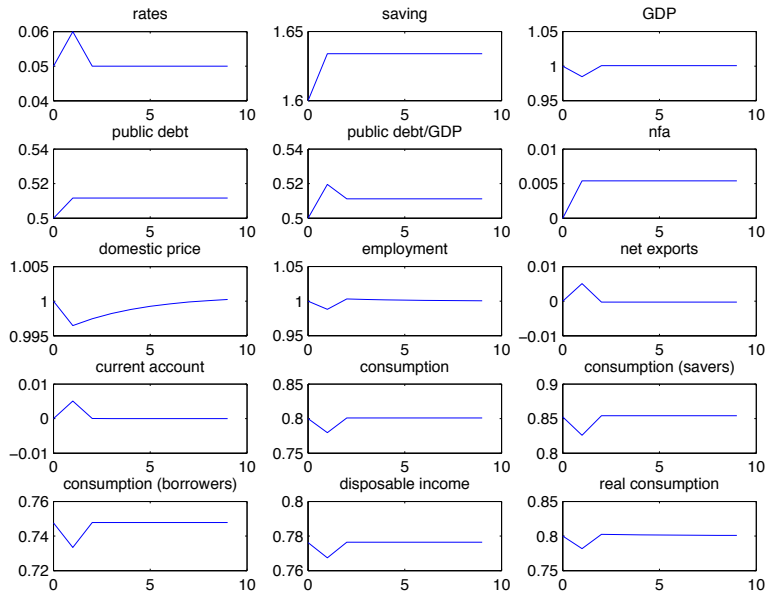 rates saving GDP
0.06 1.65 1.05
0.05 1
0.04 1.6 0.95
0 5 10 0 5 10 0 5 10
public debt public debt/GDP nfa
0.54 0.54 0.01
0.52 0.52 0.005
0.5 0.5 0
0 5 10 0 5 10 0 5 10
domestic price employment net exports
1.005 1.05 0.01
1 1 0
0.995 0.95 −0.01
0 5 10 0 5 10 0 5 10
current account consumption consumption (savers)
0.01 0.85 0.9
0 0.8 0.85
−0.01 0.75 0.8
0 5 10 0 5 10 0 5 10
consumption (borrowers) disposable income real consumption
0.76 0.8 0.85
0.74 0.78 0.8
0.72 0.76 0.75
0 5 10 0 5 10 0 5 10